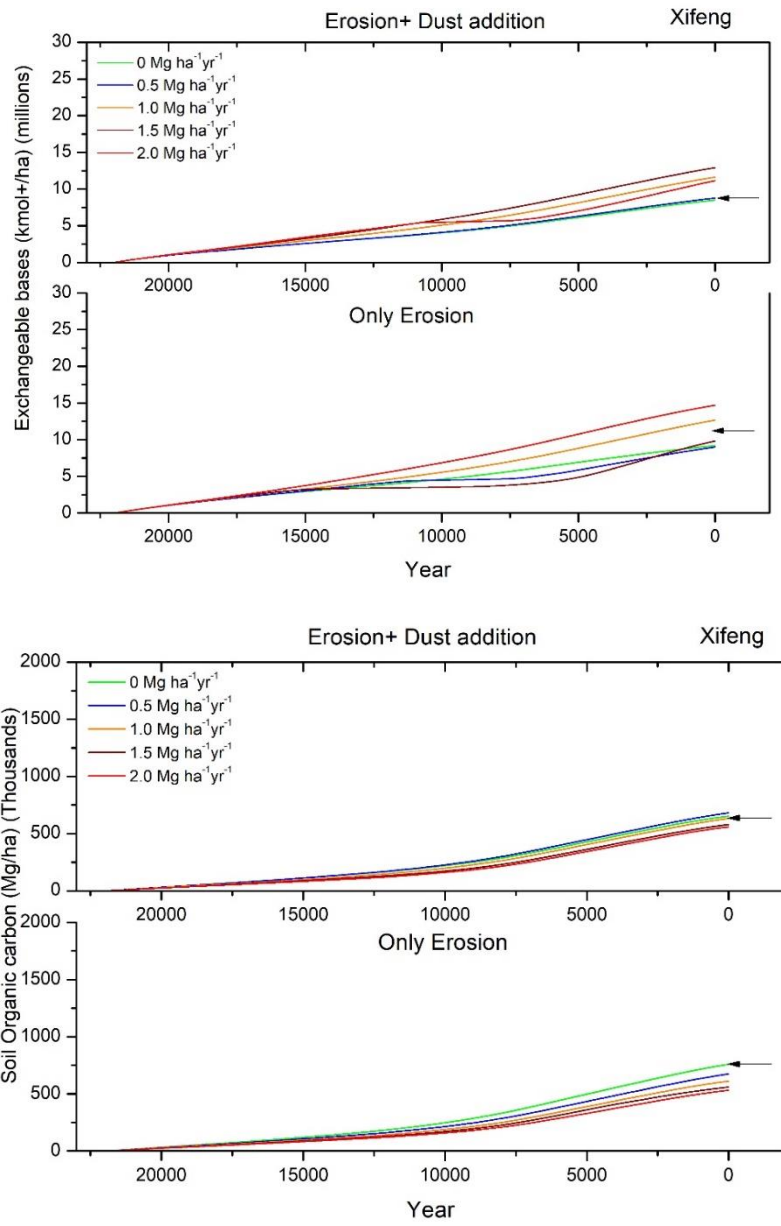 Erosion+ Dust addition Xifeng
30
25
20
15
10
5
0
0 Mg ha⁻¹yr⁻¹
0.5 Mg ha⁻¹yr⁻¹
1.0 Mg ha⁻¹yr⁻¹
1.5 Mg ha⁻¹yr⁻¹
2.0 Mg ha⁻¹yr⁻¹
20000 15000 10000 5000 0
Exchangeable bases (kmol+/ha) (millions)
Only Erosion
30
25
20
15
10
5
0
20000 15000 10000 5000 0
Year
Erosion+ Dust addition Xifeng
2000
1500
1000
500
0
0 Mg ha⁻¹yr⁻¹
0.5 Mg ha⁻¹yr⁻¹
1.0 Mg ha⁻¹yr⁻¹
1.5 Mg ha⁻¹yr⁻¹
2.0 Mg ha⁻¹yr⁻¹
20000 15000 10000 5000 0
Soil Organic carbon (Mg/ha) (Thousands)
Only Erosion
2000
1500
1000
500
0
20000 15000 10000 5000 0
Year